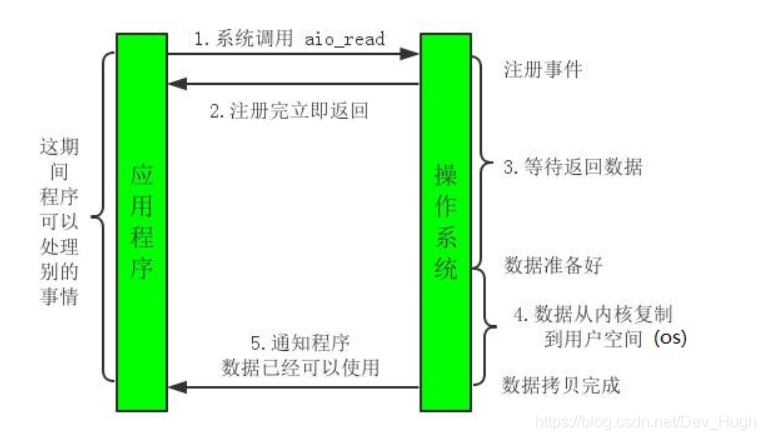 1.系统调用 aio_read
注册事件
2.注册完立即返回
这期
间
程序
可以
处理
别的
事情
应
用
程
序
操
作
系
统
3.等待返回数据
数据准备好
4.数据从内核复制
到用户空间 (os)
5.通知程序
数据已经可以使用
数据拷贝完成
https://blog.csdn.net/Dev_Hugh